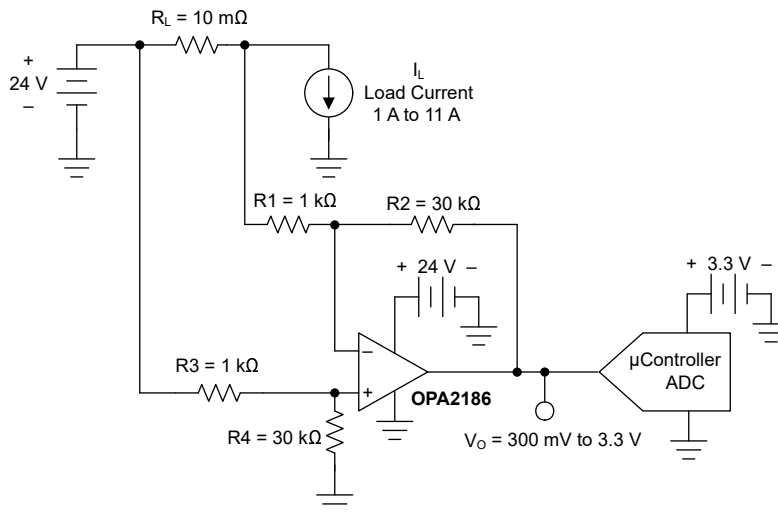 R_L = 10 mΩ
+
24 V
–
I_L
Load Current
1 A to 11 A
R1 = 1 kΩ
R2 = 30 kΩ
+ 24 V –
+ 3.3 V –
R3 = 1 kΩ
–
+
OPA2186
µController
ADC
R4 = 30 kΩ
V_O = 300 mV to 3.3 V